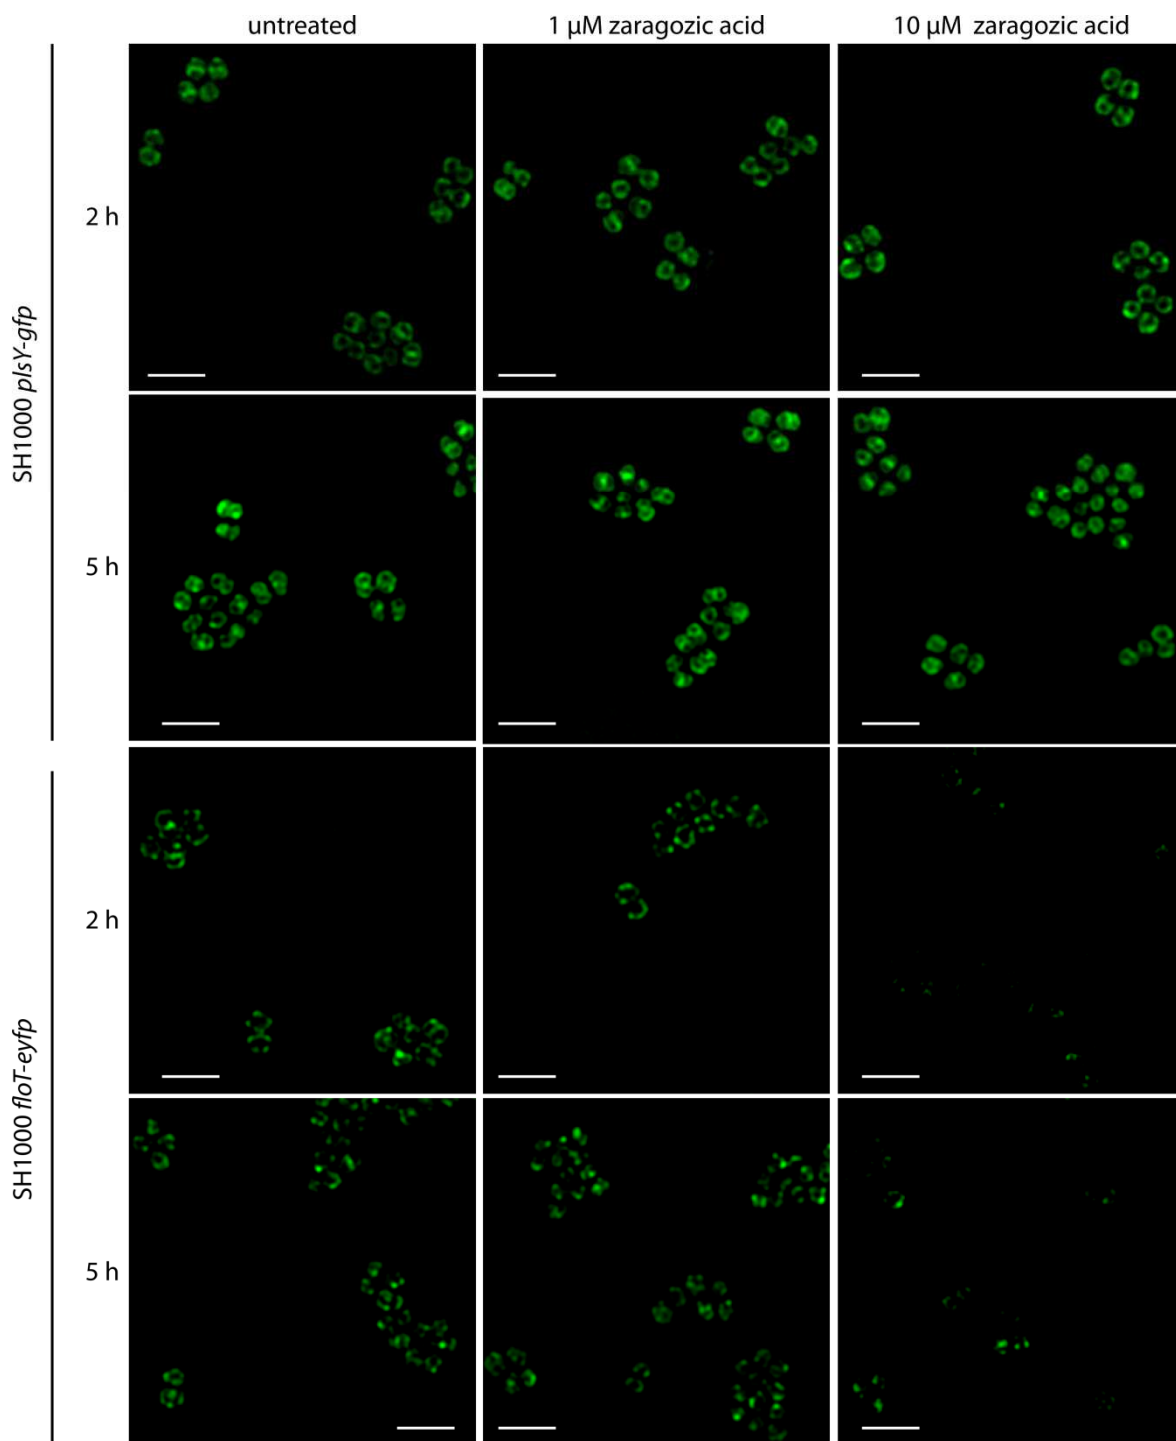 untreated
1 µM zaragozic acid
10 µM zaragozic acid
SH1000 plsY-gfp
2 h
5 h
SH1000 floT-eyfp
2 h
5 h